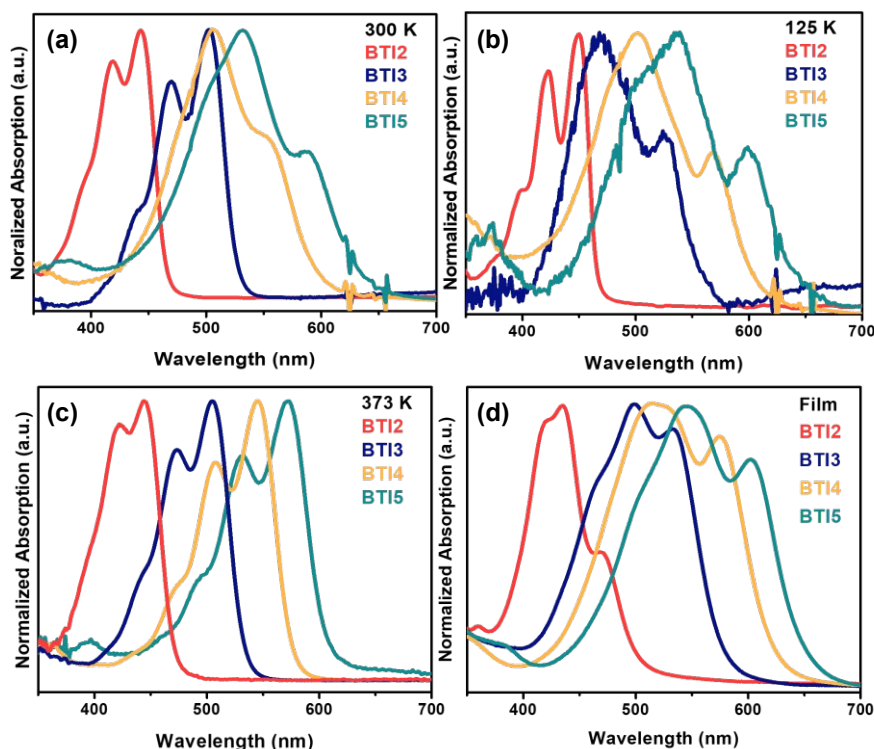 (a)
300 K
BTI2
BTI3
BTI4
BTI5
Noralized Absorption (a.u.)
400 500 600 700
Wavelength (nm)
(b)
125 K
BTI2
BTI3
BTI4
BTI5
Normalized Absorption (a.u.)
400 500 600 700
Wavelength (nm)
(c)
373 K
BTI2
BTI3
BTI4
BTI5
Normalized Absorption (a.u.)
400 500 600 700
Wavelength (nm)
(d)
Film
BTI2
BTI3
BTI4
BTI5
Normalized Absorption (a.u.)
400 500 600 700
Wavelength (nm)